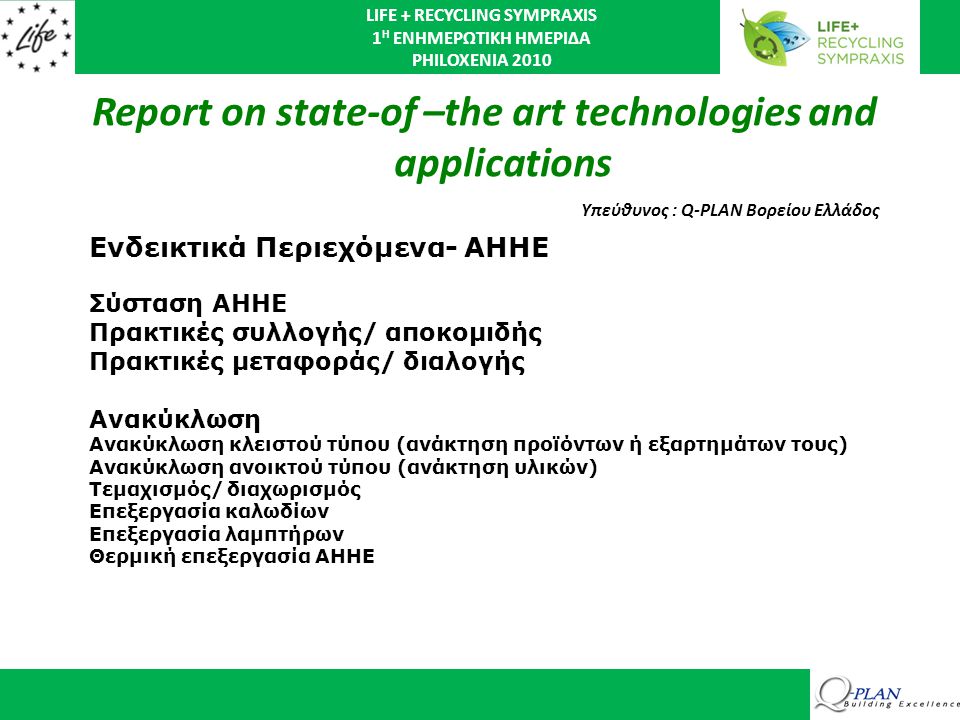 Life
LIFE + RECYCLING SYMPRAXIS
1Η ΕΝΗΜΕΡΩΤΙΚΗ ΗΜΕΡΙΔΑ
PHILOXENIA 2010
LIFE+
RECYCLING
SYMPRAXIS
Report on state-of –the art technologies and
applications
Υπεύθυνος : Q-PLAN Βορείου Ελλάδος
Ενδεικτικά Περιεχόμενα- ΑΗΗΕ
Σύσταση ΑΗΗΕ
Πρακτικές συλλογής/ αποκομιδής
Πρακτικές μεταφοράς/ διαλογής
Ανακύκλωση
Ανακύκλωση κλειστού τύπου (ανάκτηση προϊόντων ή εξαρτημάτων τους)
Ανακύκλωση ανοικτού τύπου (ανάκτηση υλικών)
Τεμαχισμός/ διαχωρισμός
Επεξεργασία καλωδίων
Επεξεργασία λαμπτήρων
Θερμική επεξεργασία ΑΗΗΕ
Q-PLAN
Building Excellence